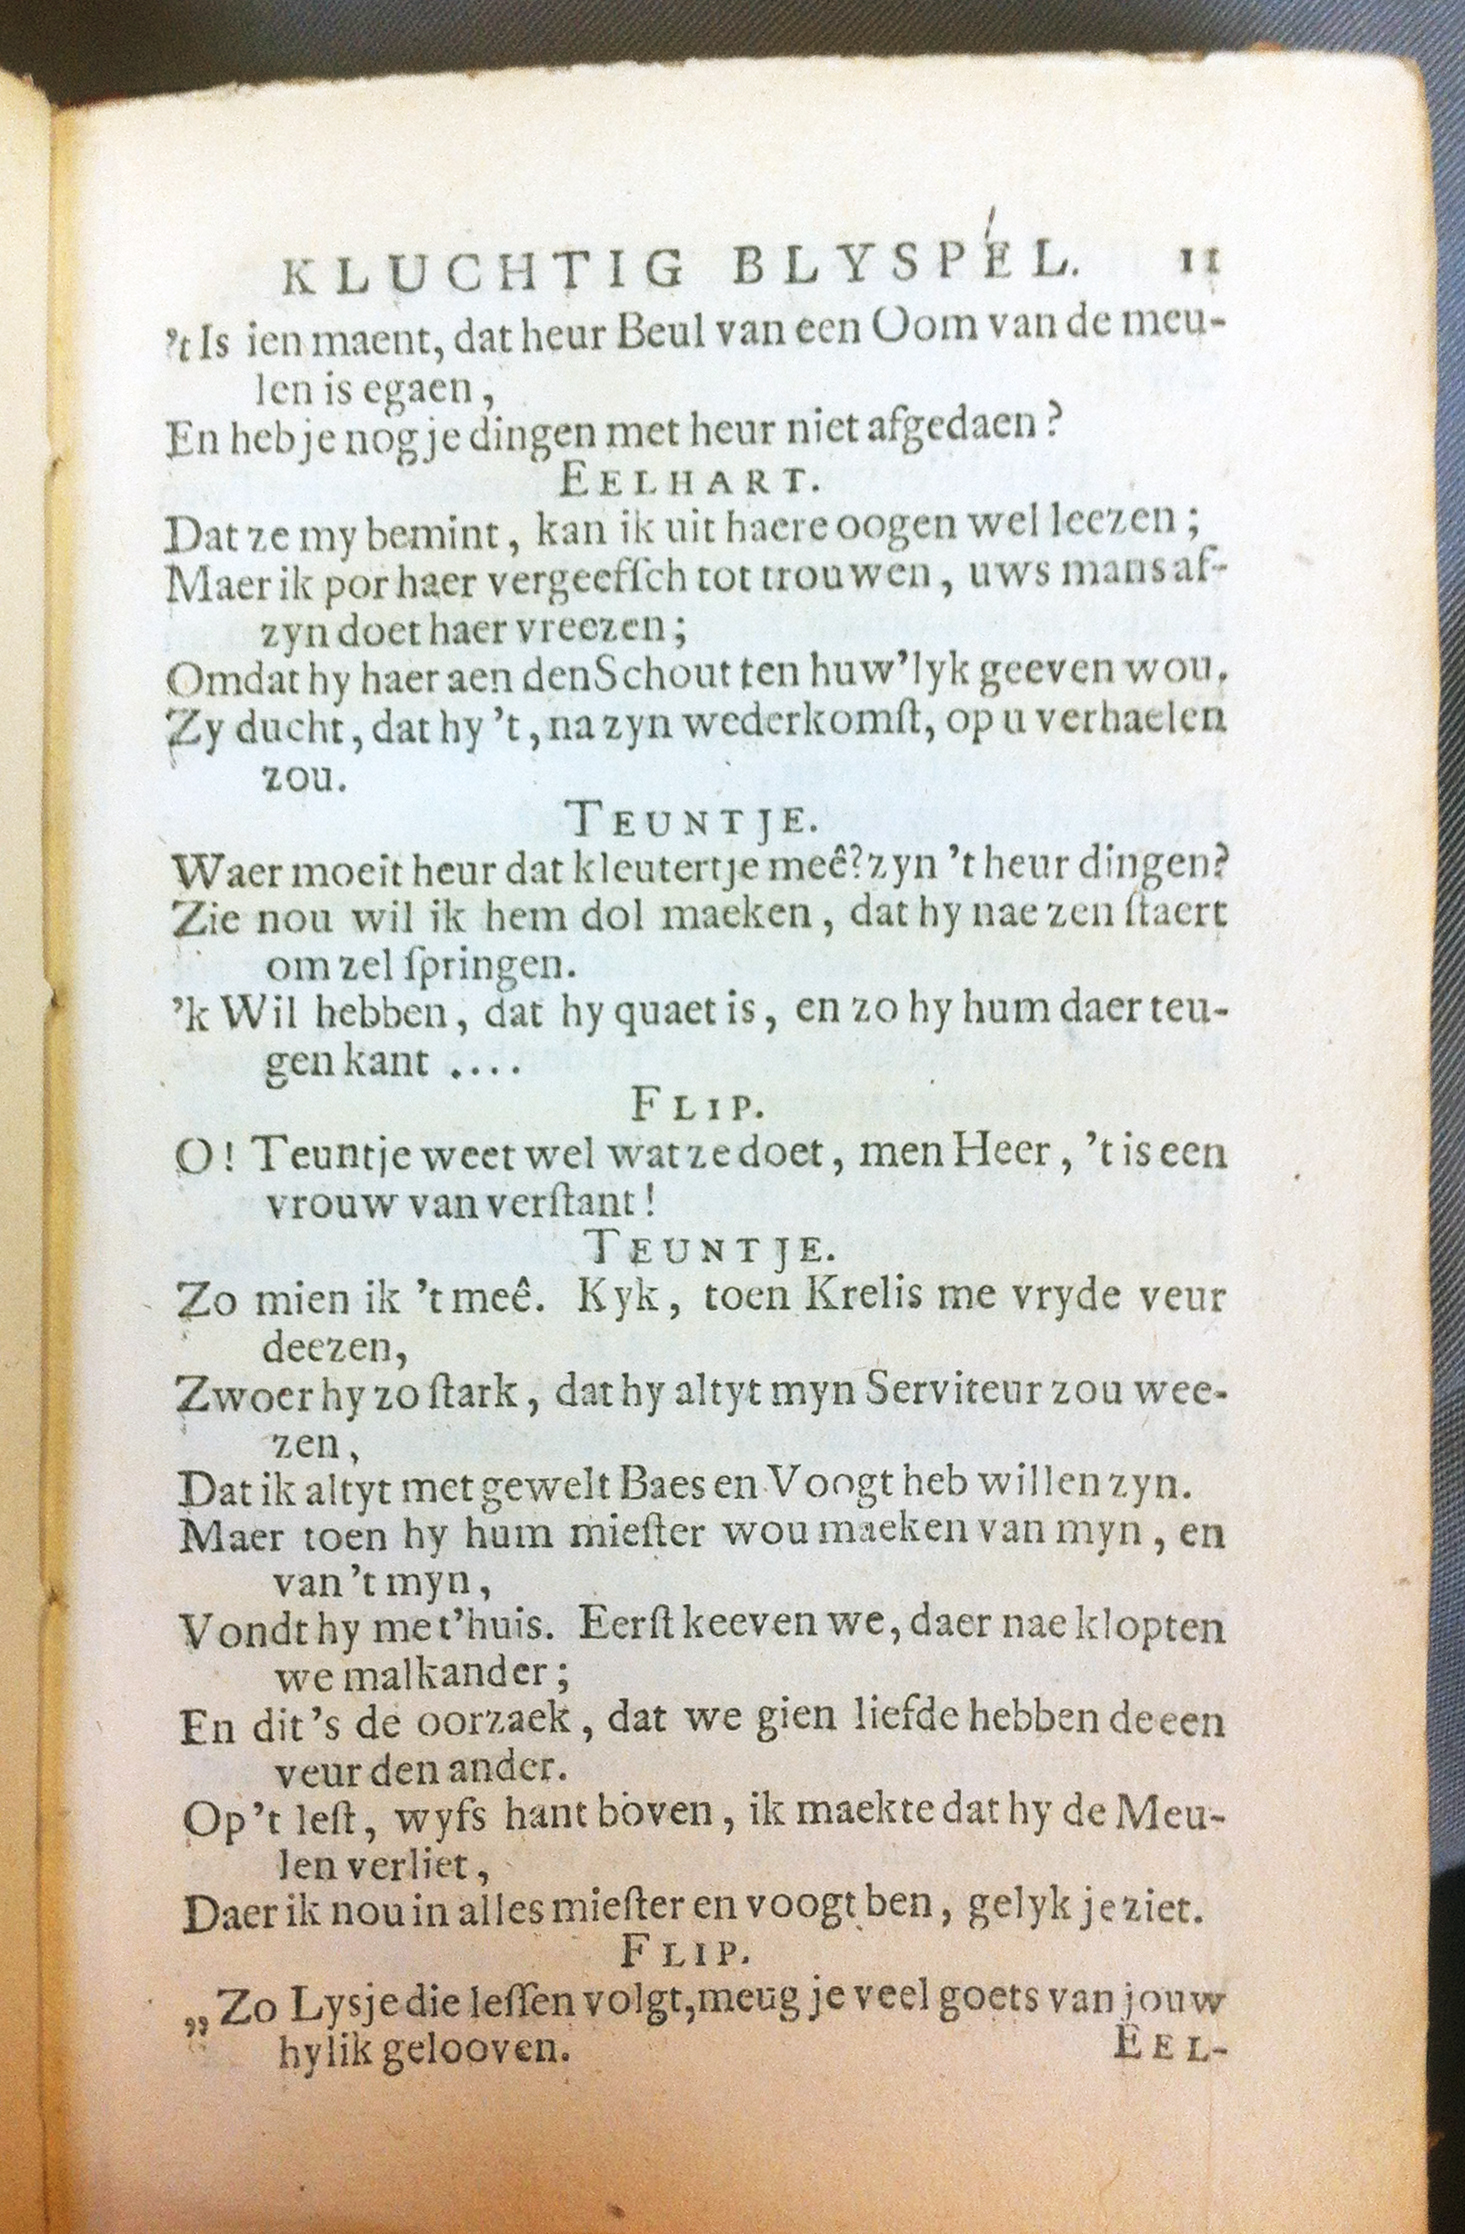 KLUCHTIG BLYSPEL. 11
't Is ien maent, dat heur Beul van een Oom van de meu-
len is egaen,
En heb je nog je dingen met heur niet afgedaen?
EELHART.
Dat ze my bemint, kan ik uit haere oogen wel leezen;
Maer ik por haer vergeefſch tot trouwen, uws mans af-
zyn doet haer vreezen;
Omdat hy haer aen den Schout ten huw'lyk geeven wou.
Zy ducht, dat hy 't, na zyn wederkomſt, op u verhaelen
zou.
TEUNTJE.
Waer moeit heur dat kleutertje meê? zyn 't heur dingen?
Zie nou wil ik hem dol maeken, dat hy nae zen ſtaert
om zel ſpringen.
'k Wil hebben, dat hy quaet is, en zo hy hum daer teu-
gen kant ....
FLIP.
O! Teuntje weet wel wat ze doet, men Heer, 't is een
vrouw van verſtant!
TEUNTJE.
Zo mien ik 't meê. Kyk, toen Krelis me vryde veur
deezen,
Zwoer hy zo ſtark, dat hy altyt myn Serviteur zou wee-
zen,
Dat ik altyt met gewelt Baes en Voogt heb willen zyn.
Maer toen hy hum mieſter wou maeken van myn, en
van 't myn,
Vondt hy me t'huis. Eerſt keeven we, daer nae klopten
we malkander;
En dit 's de oorzaek, dat we gien liefde hebben de een
veur den ander.
Op 't leſt, wyfs hant boven, ik maekte dat hy de Meu-
len verliet,
Daer ik nou in alles mieſter en voogt ben, gelyk je ziet.
FLIP.
„Zo Lysje die leſſen volgt, meug je veel goets van jouw
hylik gelooven.
EEL-